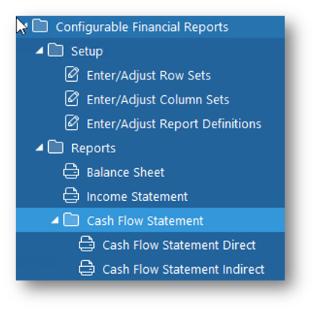 Configurable Financial Reports
Setup
Enter/Adjust Row Sets
Enter/Adjust Column Sets
Enter/Adjust Report Definitions
Reports
Balance Sheet
Income Statement
Cash Flow Statement
Cash Flow Statement Direct
Cash Flow Statement Indirect